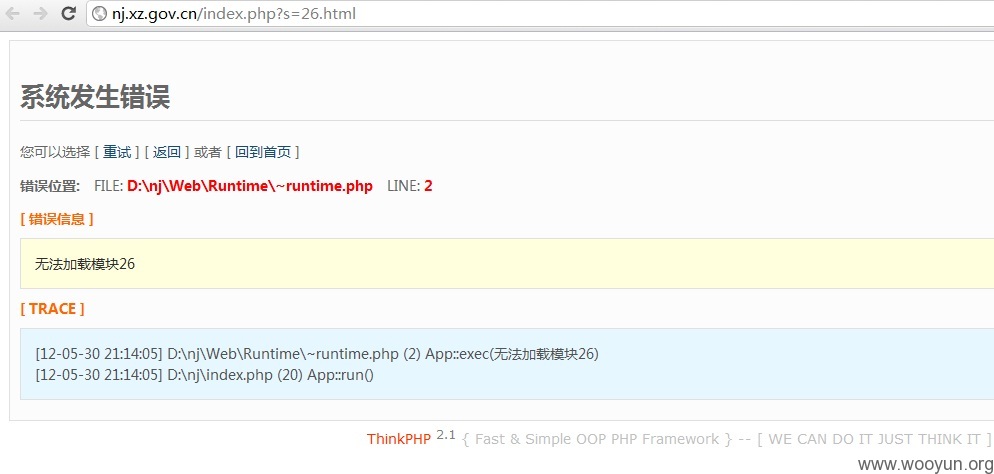 nj.xz.gov.cn/index.php?s=26.html
系统发生错误
您可以选择 [ 重试 ] [ 返回 ] 或者 [ 回到首页 ]
错误位置: FILE: D:\nj\Web\Runtime\~runtime.php LINE: 2
[ 错误信息 ]
无法加载模块26
[ TRACE ]
[12-05-30 21:14:05] D:\nj\Web\Runtime\~runtime.php (2) App::exec(无法加载模块26)
[12-05-30 21:14:05] D:\nj\index.php (20) App::run()
ThinkPHP 2.1 { Fast & Simple OOP PHP Framework } -- [ WE CAN DO IT JUST THINK IT ]
www.wooyun.org